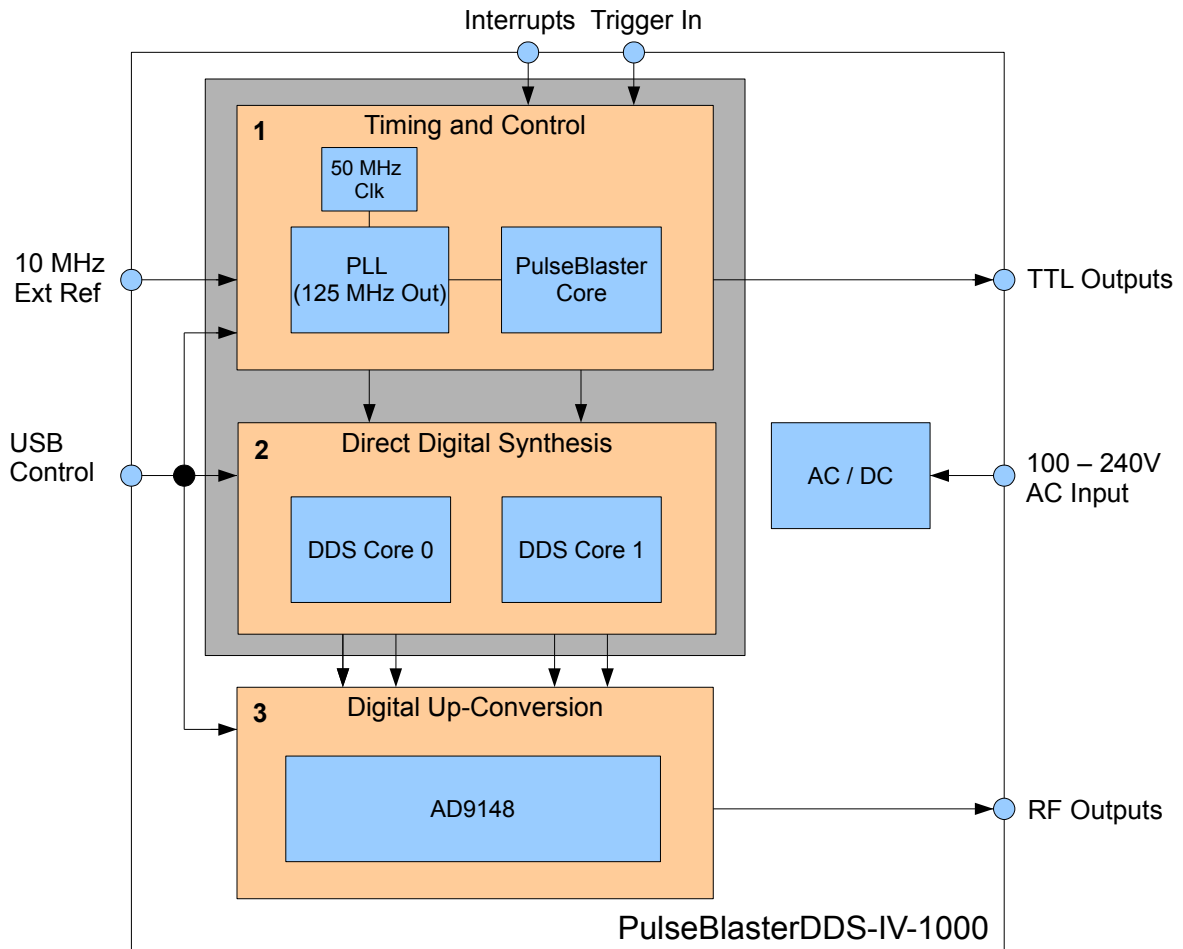 Interrupts
Trigger In
1
Timing and Control
50 MHz
Clk
10 MHz
Ext Ref
PLL
(125 MHz Out)
PulseBlaster
Core
TTL Outputs
USB
Control
2
Direct Digital Synthesis
DDS Core 0
DDS Core 1
AC / DC
100 – 240V
AC Input
3
Digital Up-Conversion
AD9148
RF Outputs
PulseBlasterDDS-IV-1000